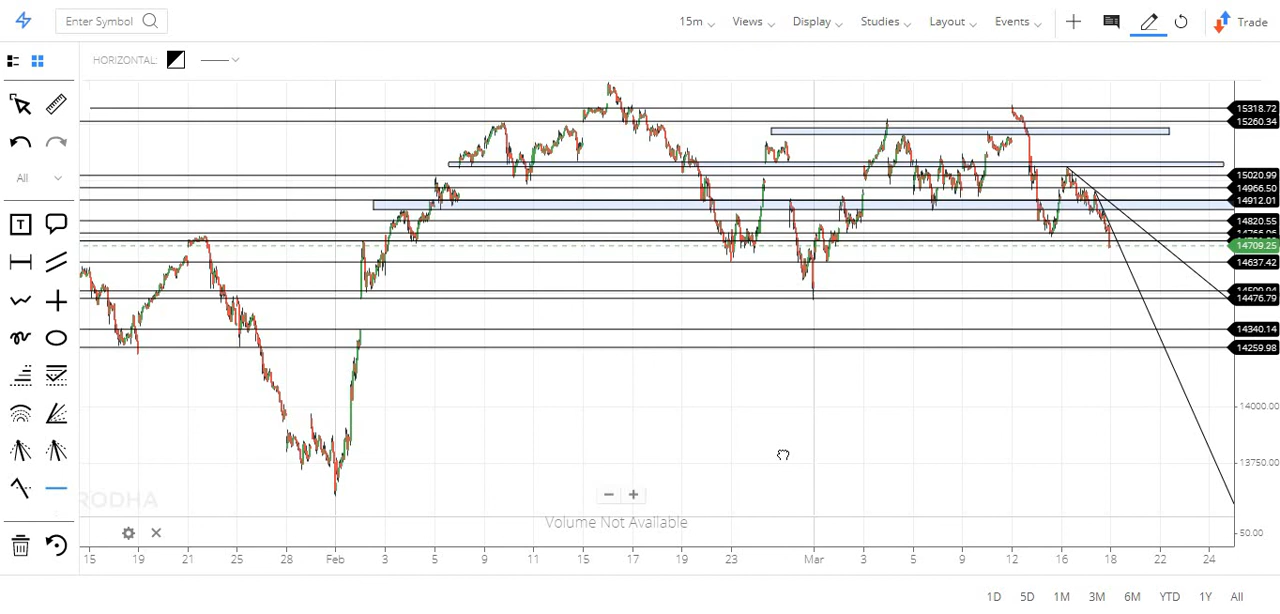 Enter Symbol
15m Views Display Studies Layout Events Trade
HORIZONTAL:
All
T
15318.72
15260.34
15020.99
14966.50
14912.01
14820.55
14709.25
14637.42
14476.79
14340.14
14259.98
14000.00
13750.00
RODHA
Volume Not Available
50.00
15 19 21 25 28 Feb 3 5 9 11 15 17 19 23 Mar 3 5 9 12 16 18 22 24
1D 5D 1M 3M 6M YTD 1Y All